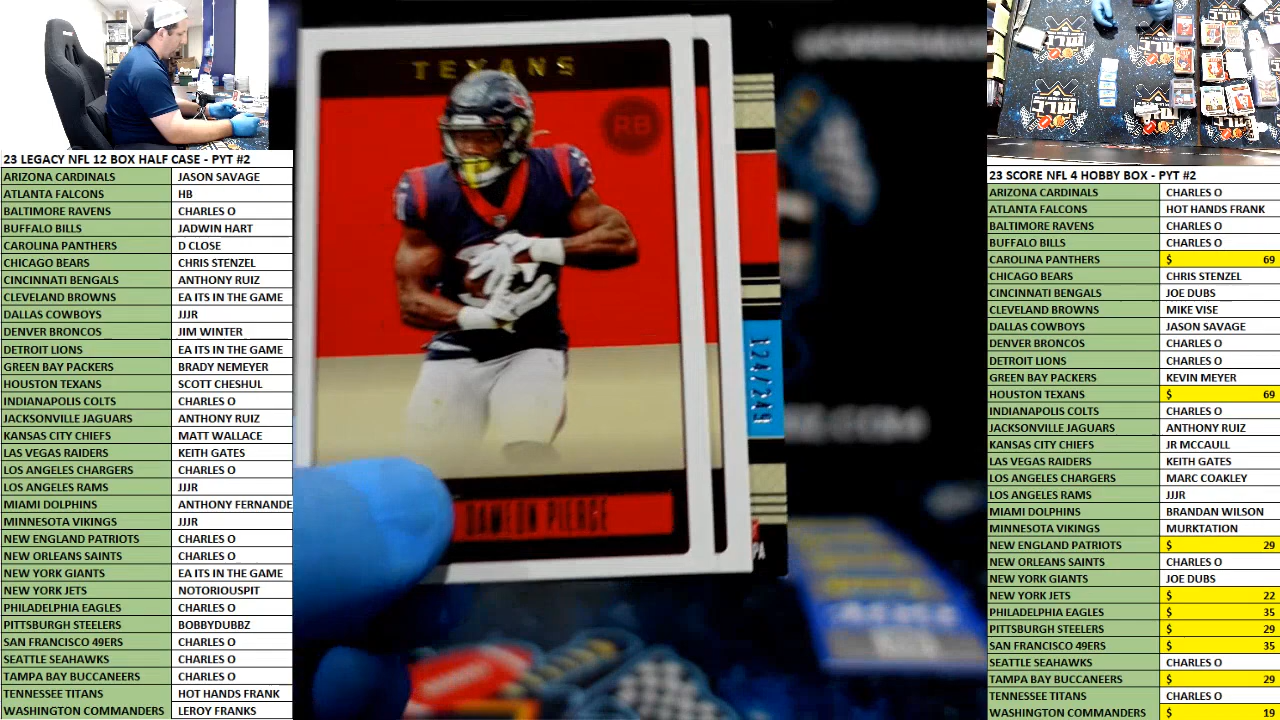 23 LEGACY NFL 12 BOX HALF CASE - PYT #2
ARIZONA CARDINALS JASON SAVAGE
ATLANTA FALCONS HB
BALTIMORE RAVENS CHARLES O
BUFFALO BILLS JADWIN HART
CAROLINA PANTHERS D CLOSE
CHICAGO BEARS CHRIS STENZEL
CINCINNATI BENGALS ANTHONY RUIZ
CLEVELAND BROWNS EA ITS IN THE GAME
DALLAS COWBOYS JJJR
DENVER BRONCOS JIM WINTER
DETROIT LIONS EA ITS IN THE GAME
GREEN BAY PACKERS BRADY NEMEYER
HOUSTON TEXANS SCOTT CHESHUL
INDIANAPOLIS COLTS CHARLES O
JACKSONVILLE JAGUARS ANTHONY RUIZ
KANSAS CITY CHIEFS MATT WALLACE
LAS VEGAS RAIDERS KEITH GATES
LOS ANGELES CHARGERS CHARLES O
LOS ANGELES RAMS JJJR
MIAMI DOLPHINS ANTHONY FERNANDE
MINNESOTA VIKINGS JJJR
NEW ENGLAND PATRIOTS CHARLES O
NEW ORLEANS SAINTS CHARLES O
NEW YORK GIANTS EA ITS IN THE GAME
NEW YORK JETS NOTORIOUSPIT
PHILADELPHIA EAGLES CHARLES O
PITTSBURGH STEELERS BOBBYDUBBZ
SAN FRANCISCO 49ERS CHARLES O
SEATTLE SEAHAWKS CHARLES O
TAMPA BAY BUCCANEERS CHARLES O
TENNESSEE TITANS HOT HANDS FRANK
WASHINGTON COMMANDERS LEROY FRANKS
TEXANS
RB
DAMEON PIERCE
124/249
23 SCORE NFL 4 HOBBY BOX - PYT #2
ARIZONA CARDINALS CHARLES O
ATLANTA FALCONS HOT HANDS FRANK
BALTIMORE RAVENS CHARLES O
BUFFALO BILLS CHARLES O
CAROLINA PANTHERS $ 69
CHICAGO BEARS CHRIS STENZEL
CINCINNATI BENGALS JOE DUBS
CLEVELAND BROWNS MIKE VISE
DALLAS COWBOYS JASON SAVAGE
DENVER BRONCOS CHARLES O
DETROIT LIONS CHARLES O
GREEN BAY PACKERS KEVIN MEYER
HOUSTON TEXANS $ 69
INDIANAPOLIS COLTS CHARLES O
JACKSONVILLE JAGUARS ANTHONY RUIZ
KANSAS CITY CHIEFS JR MCCAULL
LAS VEGAS RAIDERS KEITH GATES
LOS ANGELES CHARGERS MARC COAKLEY
LOS ANGELES RAMS JJJR
MIAMI DOLPHINS BRANDAN WILSON
MINNESOTA VIKINGS MURKTATION
NEW ENGLAND PATRIOTS $ 29
NEW ORLEANS SAINTS CHARLES O
NEW YORK GIANTS JOE DUBS
NEW YORK JETS $ 22
PHILADELPHIA EAGLES $ 35
PITTSBURGH STEELERS $ 29
SAN FRANCISCO 49ERS $ 35
SEATTLE SEAHAWKS CHARLES O
TAMPA BAY BUCCANEERS $ 29
TENNESSEE TITANS CHARLES O
WASHINGTON COMMANDERS $ 19